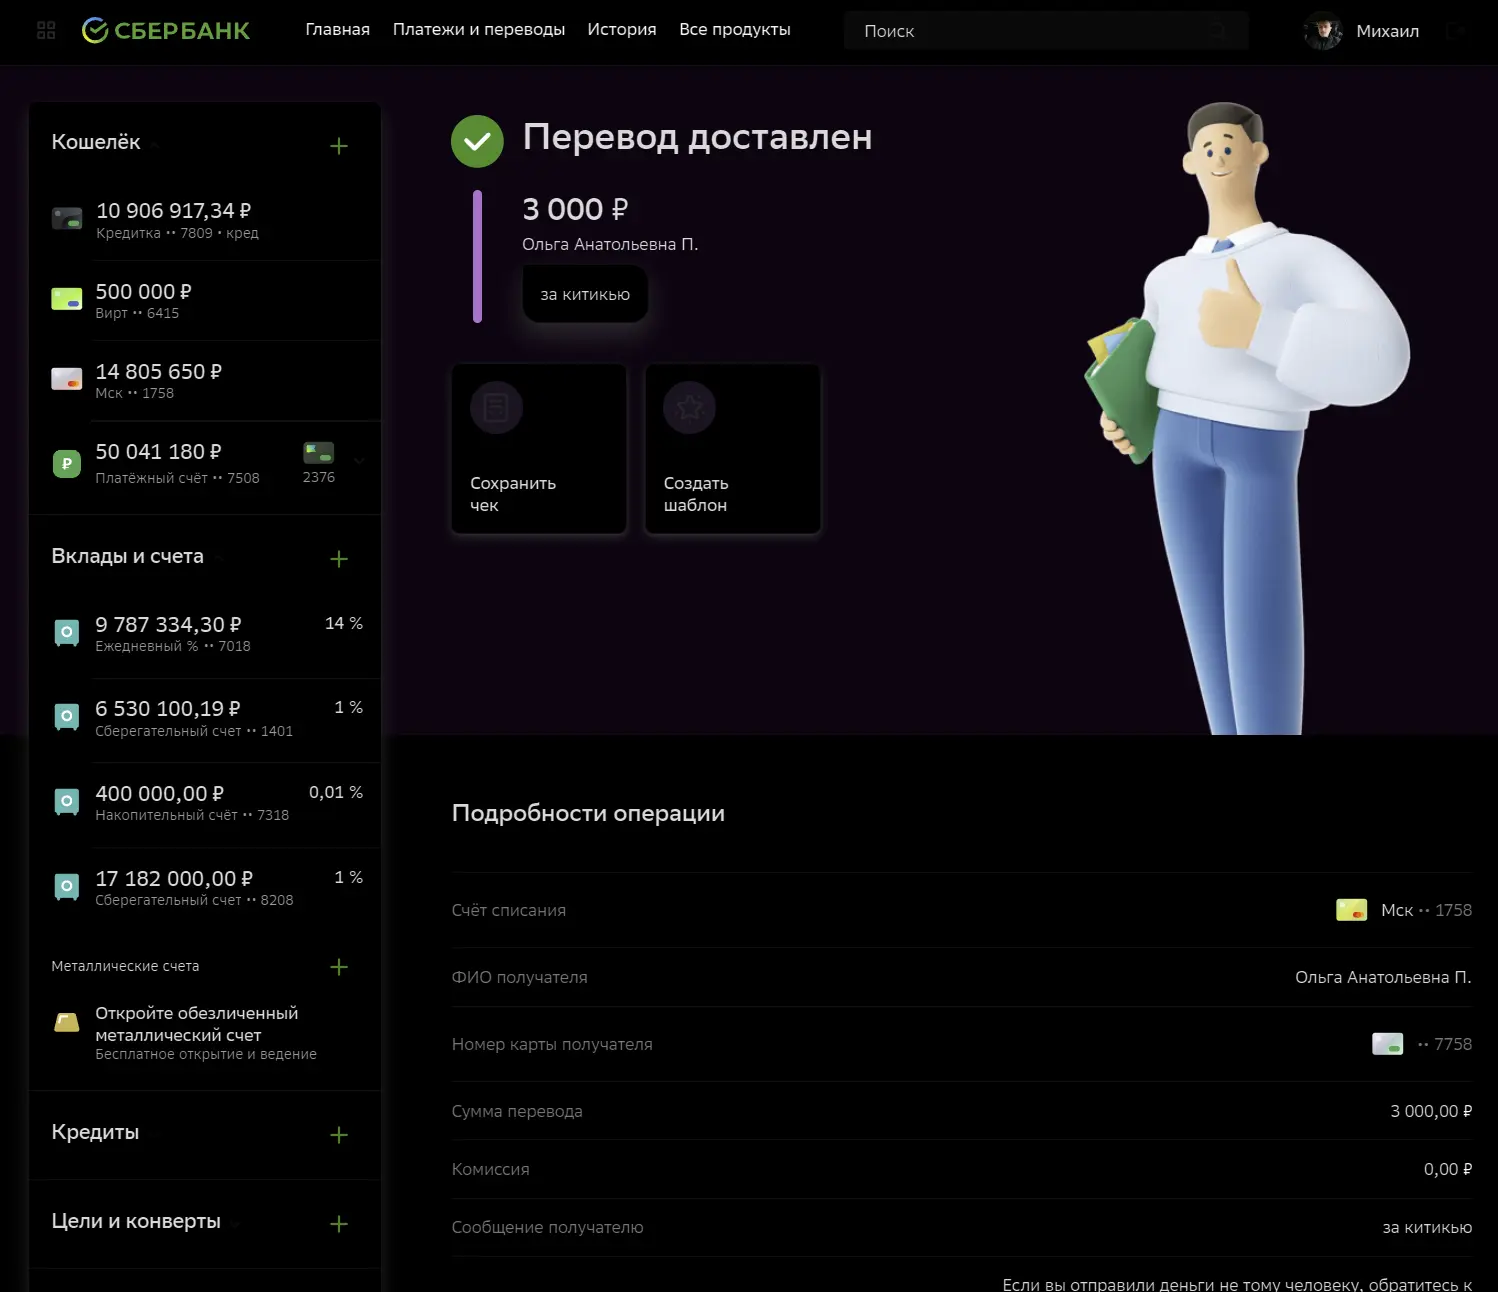 СБЕРБАНК
Главная
Платежи и переводы
История
Все продукты
Поиск
Михаил
Кошелёк
10 906 917,34 ₽
Кредитка •• 7809 • кред
500 000 ₽
Вирт •• 6415
14 805 650 ₽
Мск •• 1758
50 041 180 ₽
Платёжный счёт •• 7508
2376
Вклады и счета
9 787 334,30 ₽
14 %
Ежедневный % •• 7018
6 530 100,19 ₽
1 %
Сберегательный счет •• 1401
400 000,00 ₽
0,01 %
Накопительный счёт •• 7318
17 182 000,00 ₽
1 %
Сберегательный счет •• 8208
Металлические счета
Откройте обезличенный
металлический счет
Бесплатное открытие и ведение
Кредиты
Цели и конверты
Перевод доставлен
3 000 ₽
Ольга Анатольевна П.
за китикью
Сохранить
чек
Создать
шаблон
Подробности операции
Счёт списания
Мск •• 1758
ФИО получателя
Ольга Анатольевна П.
Номер карты получателя
•• 7758
Сумма перевода
3 000,00 ₽
Комиссия
0,00 ₽
Сообщение получателю
за китикью
Если вы отправили деньги не тому человеку, обратитесь к